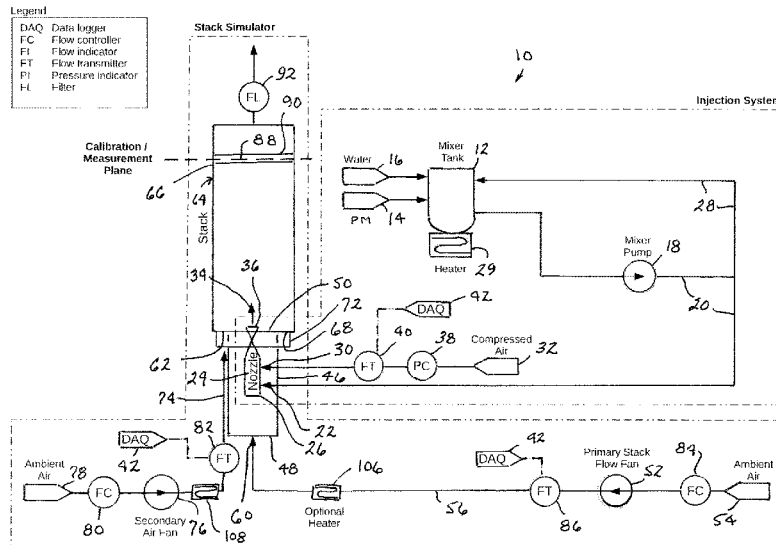 Legend
DAQ Data logger
FC Flow controller
FI Flow indicator
FT Flow transmitter
PI Pressure indicator
FL Filter
Stack Simulator
10
92
FL
Injection System
90
88
Calibration /
Measurement
Plane
66
64
Stack
Water
16
Mixer
Tank
12
PM
14
28
Heater
29
18
Mixer
Pump
20
34
36
50
72
68
DAQ
42
40
38
Compressed
Air
32
FT
PC
62
24
Nozzle
30
46
74
22
26
48
60
DAQ
42
82
FT
Ambient
Air
78
FC
80
Secondary
Air Fan
76
108
106
Optional
Heater
56
42
DAQ
FT
86
Primary Stack
Flow Fan
52
84
FC
Ambient
Air
54